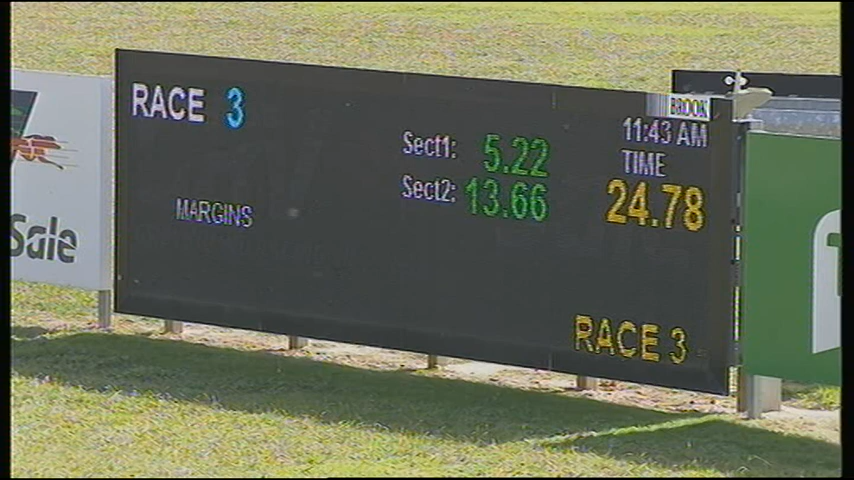 RACE 3
BROOK
11:43 AM
Sect1: 5.22
TIME
Sect2: 13.66
24.78
MARGINS
Sale
RACE 3